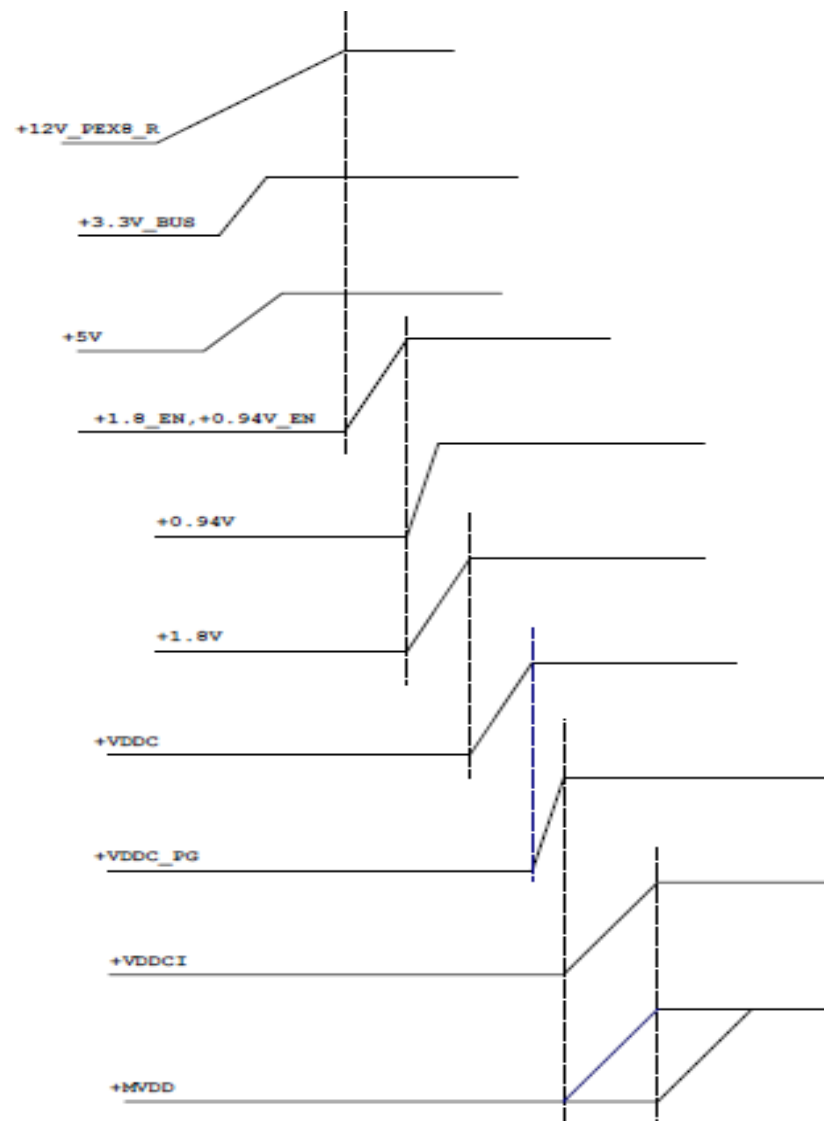 +12V_PEX8_R
+3.3V_BUS
+5V
+1.8_EN,+0.94V_EN
+0.94V
+1.8V
+VDDC
+VDDC_PG
+VDDCI
+MVDD